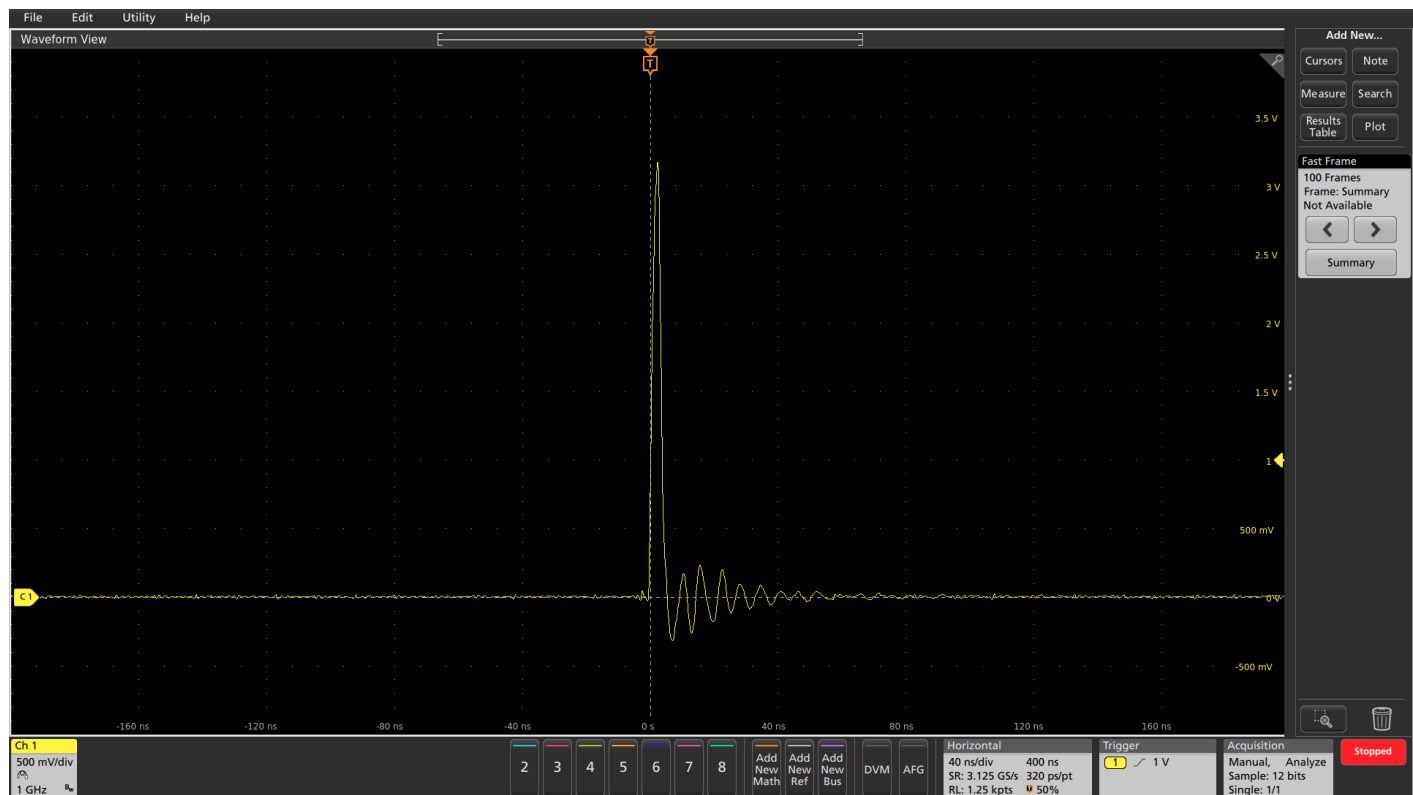 File Edit Utility Help
Waveform View
Add New...
T
T
Cursors Note
Measure Search
Results Table Plot
Fast Frame
100 Frames
Frame: Summary
Not Available
Summary
3.5 V
3 V
2.5 V
2 V
1.5 V
1
500 mV
C1
0 V
-500 mV
-160 ns -120 ns -80 ns -40 ns 0 s 40 ns 80 ns 120 ns 160 ns
Ch 1
500 mV/div
1 GHz Bw
2 3 4 5 6 7 8
Add New Math
Add New Ref
Add New Bus
DVM
AFG
Horizontal
40 ns/div 400 ns
SR: 3.125 GS/s 320 ps/pt
RL: 1.25 kpts 50%
Trigger
1 1 V
Acquisition
Manual, Analyze
Sample: 12 bits
Single: 1/1
Stopped